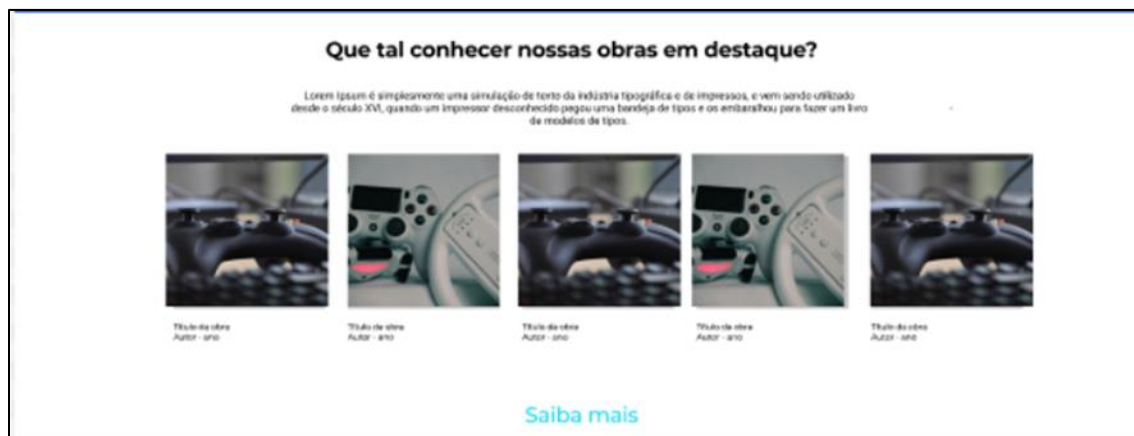 Que tal conhecer nossas obras em destaque?
Lorem Ipsum é simplesmente uma simulação de texto da indústria tipográfica e de impressos, e vem sendo utilizado
desde o século XVI, quando um impressor desconhecido pegou uma bandeja de tipos e os embaralhou para fazer um livro
de modelos de tipos.
Título da obra
Autor - ano
Título da obra
Autor - ano
Título da obra
Autor - ano
Título da obra
Autor - ano
Título da obra
Autor - ano
Saiba mais